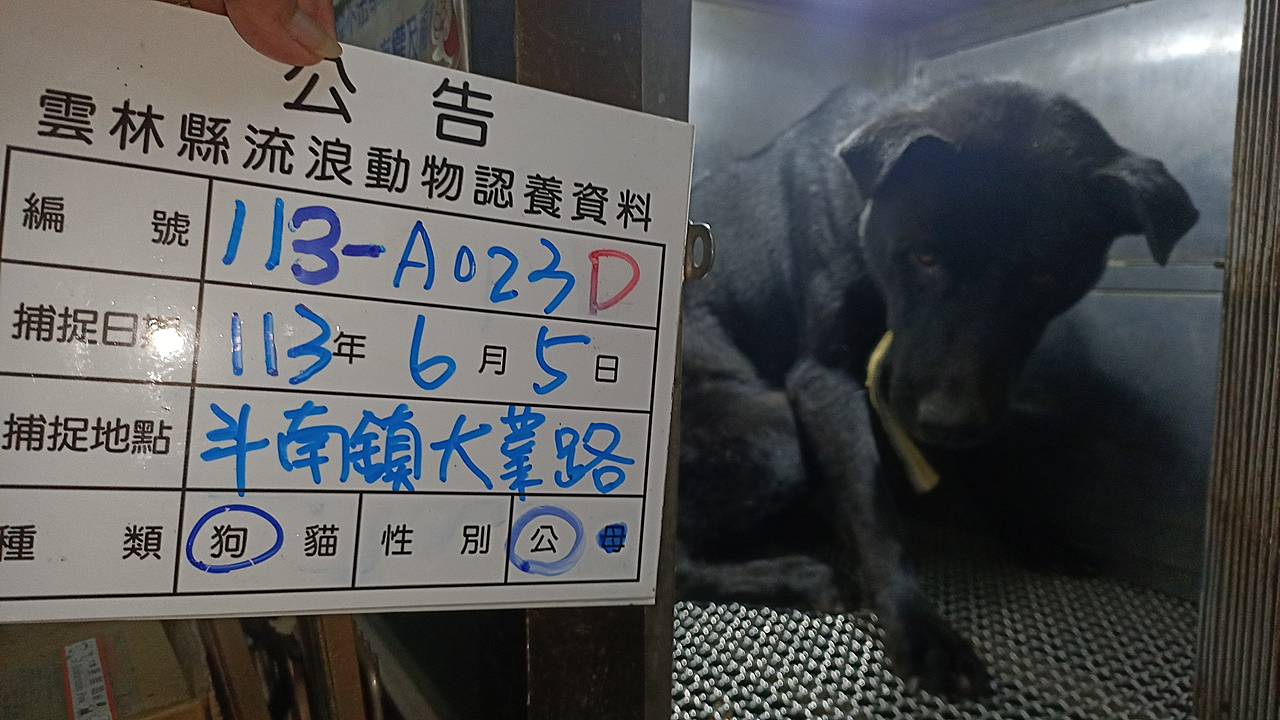 公告
雲林縣流浪動物認養資料
編號 113-A023D
捕捉日期 113年6月5日
捕捉地點 斗南鎮大業路
種類 狗 貓 性別 公 母